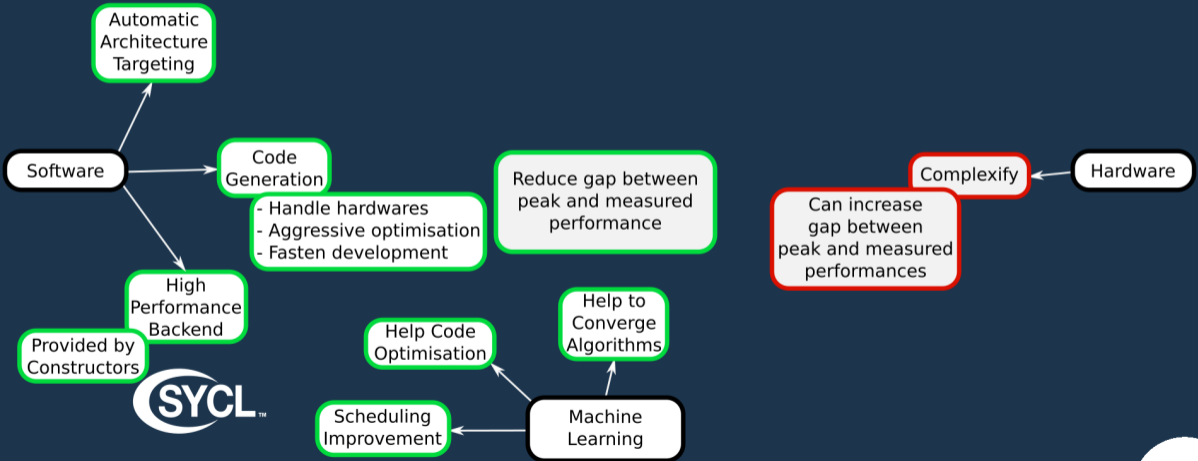 Automatic
Architecture
Targeting
Software
Code
Generation
- Handle hardwares
- Aggressive optimisation
- Fasten development
High
Performance
Backend
Provided by
Constructors
SYCL™
Reduce gap between
peak and measured
performance
Complexify
Hardware
Can increase
gap between
peak and measured
performances
Help to
Converge
Algorithms
Help Code
Optimisation
Scheduling
Improvement
Machine
Learning